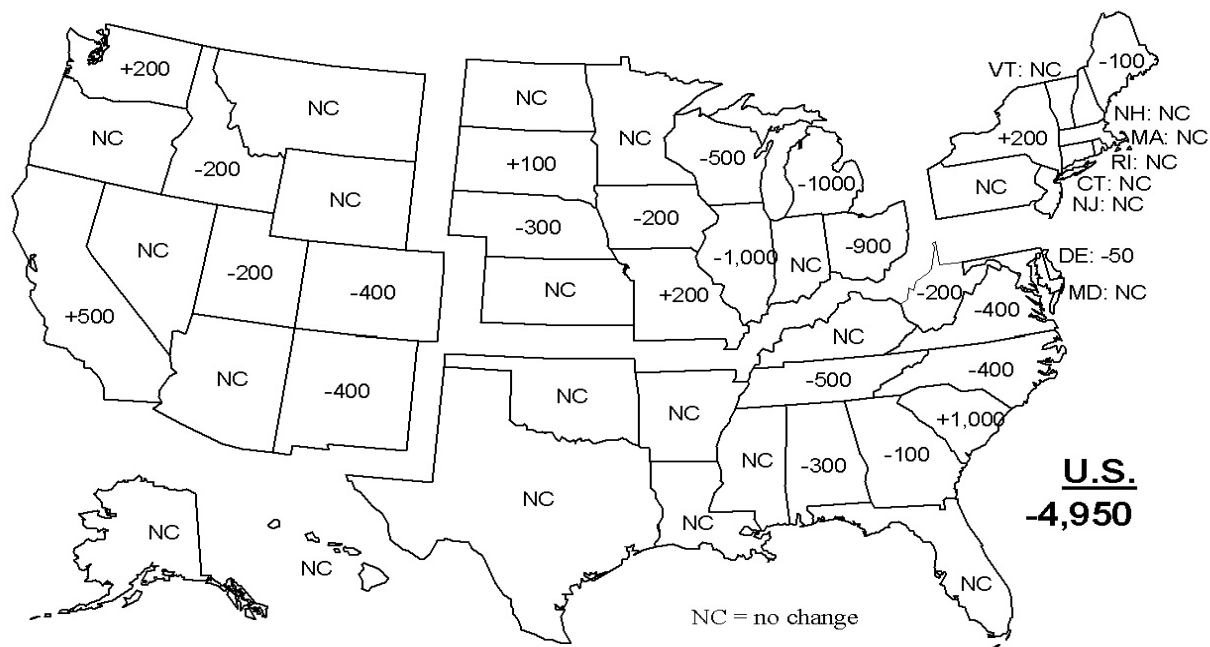 +200
NC
VT: NC
-100
NC
NC
NC
NH: NC
+200
MA: NC
-200
+100
-500
RI: NC
-1000
NC
CT: NC
NC
NJ: NC
-300
-200
NC
-900
DE: -50
-200
-1,000
NC
-400
NC
+200
-200
MD: NC
-400
+500
NC
NC
-500
-400
-400
NC
NC
+1,000
-100
NC
-300
U.S.
-4,950
NC
NC
NC
NC
NC
NC = no change